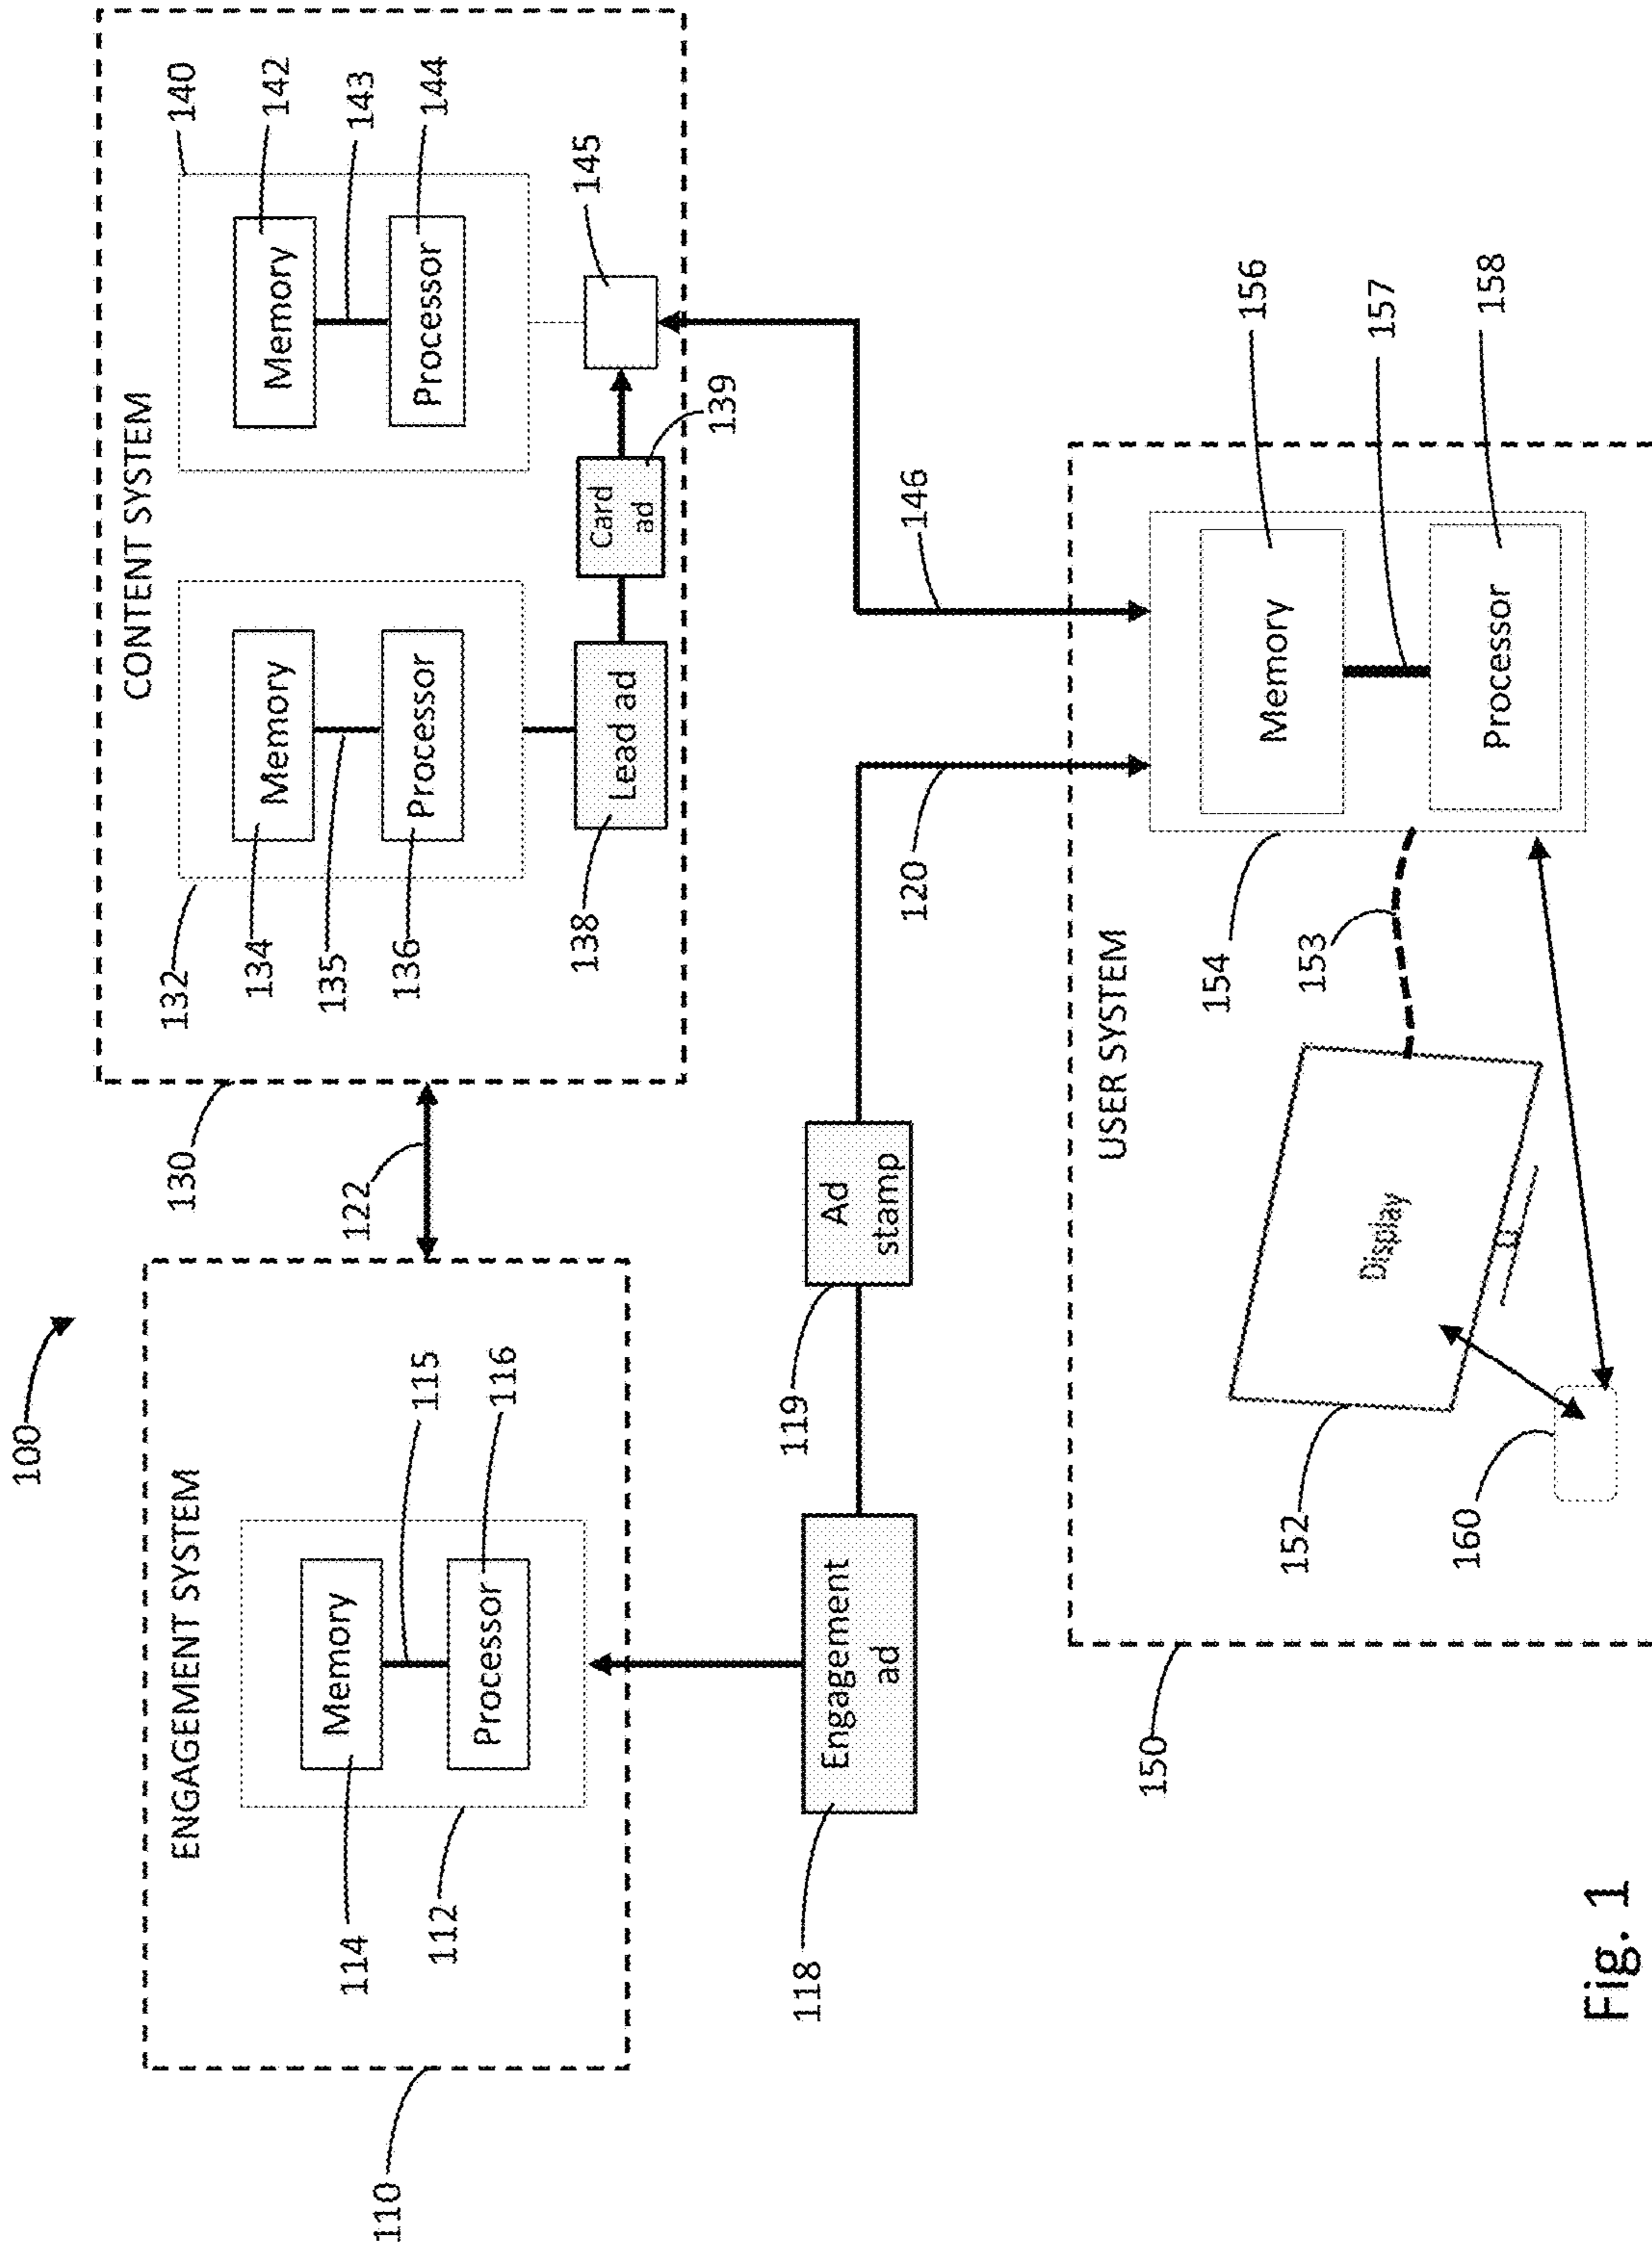 100
ENGAGEMENT SYSTEM
110
112
114
Memory
115
Processor
116
122
130
CONTENT SYSTEM
132
134
Memory
135
136
Processor
138
Lead ad
Card
ad
139
140
142
Memory
143
144
Processor
145
118
Engagement
ad
119
Ad
stamp
120
146
150
USER SYSTEM
152
Display
153
154
156
Memory
157
158
Processor
160
Fig. 1